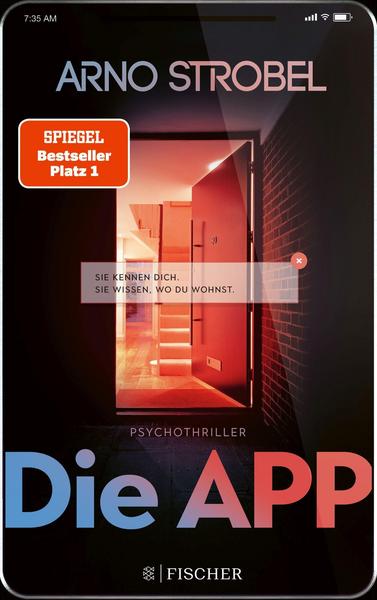 7:35 AM
ARNO STROBEL
SPIEGEL
Bestseller
Platz 1
SIE KENNEN DICH.
SIE WISSEN, WO DU WOHNST.
PSYCHOTHRILLER
Die APP
FISCHER